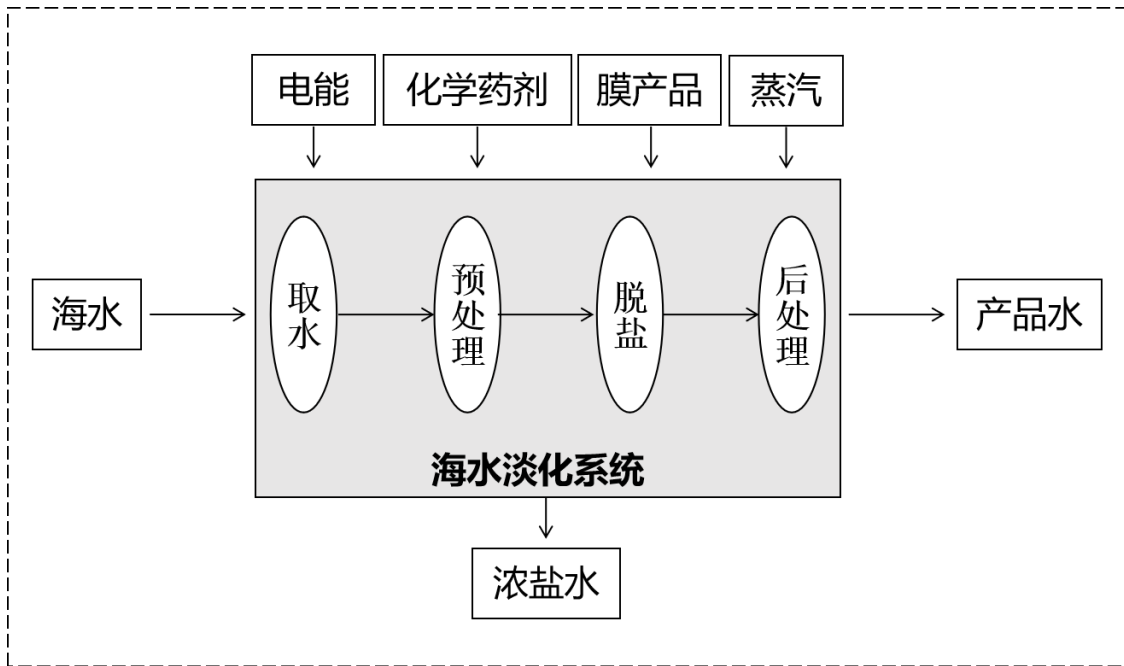 电能
化学药剂
膜产品
蒸汽
海水
取水
预处理
脱盐
后处理
产品水
海水淡化系统
浓盐水